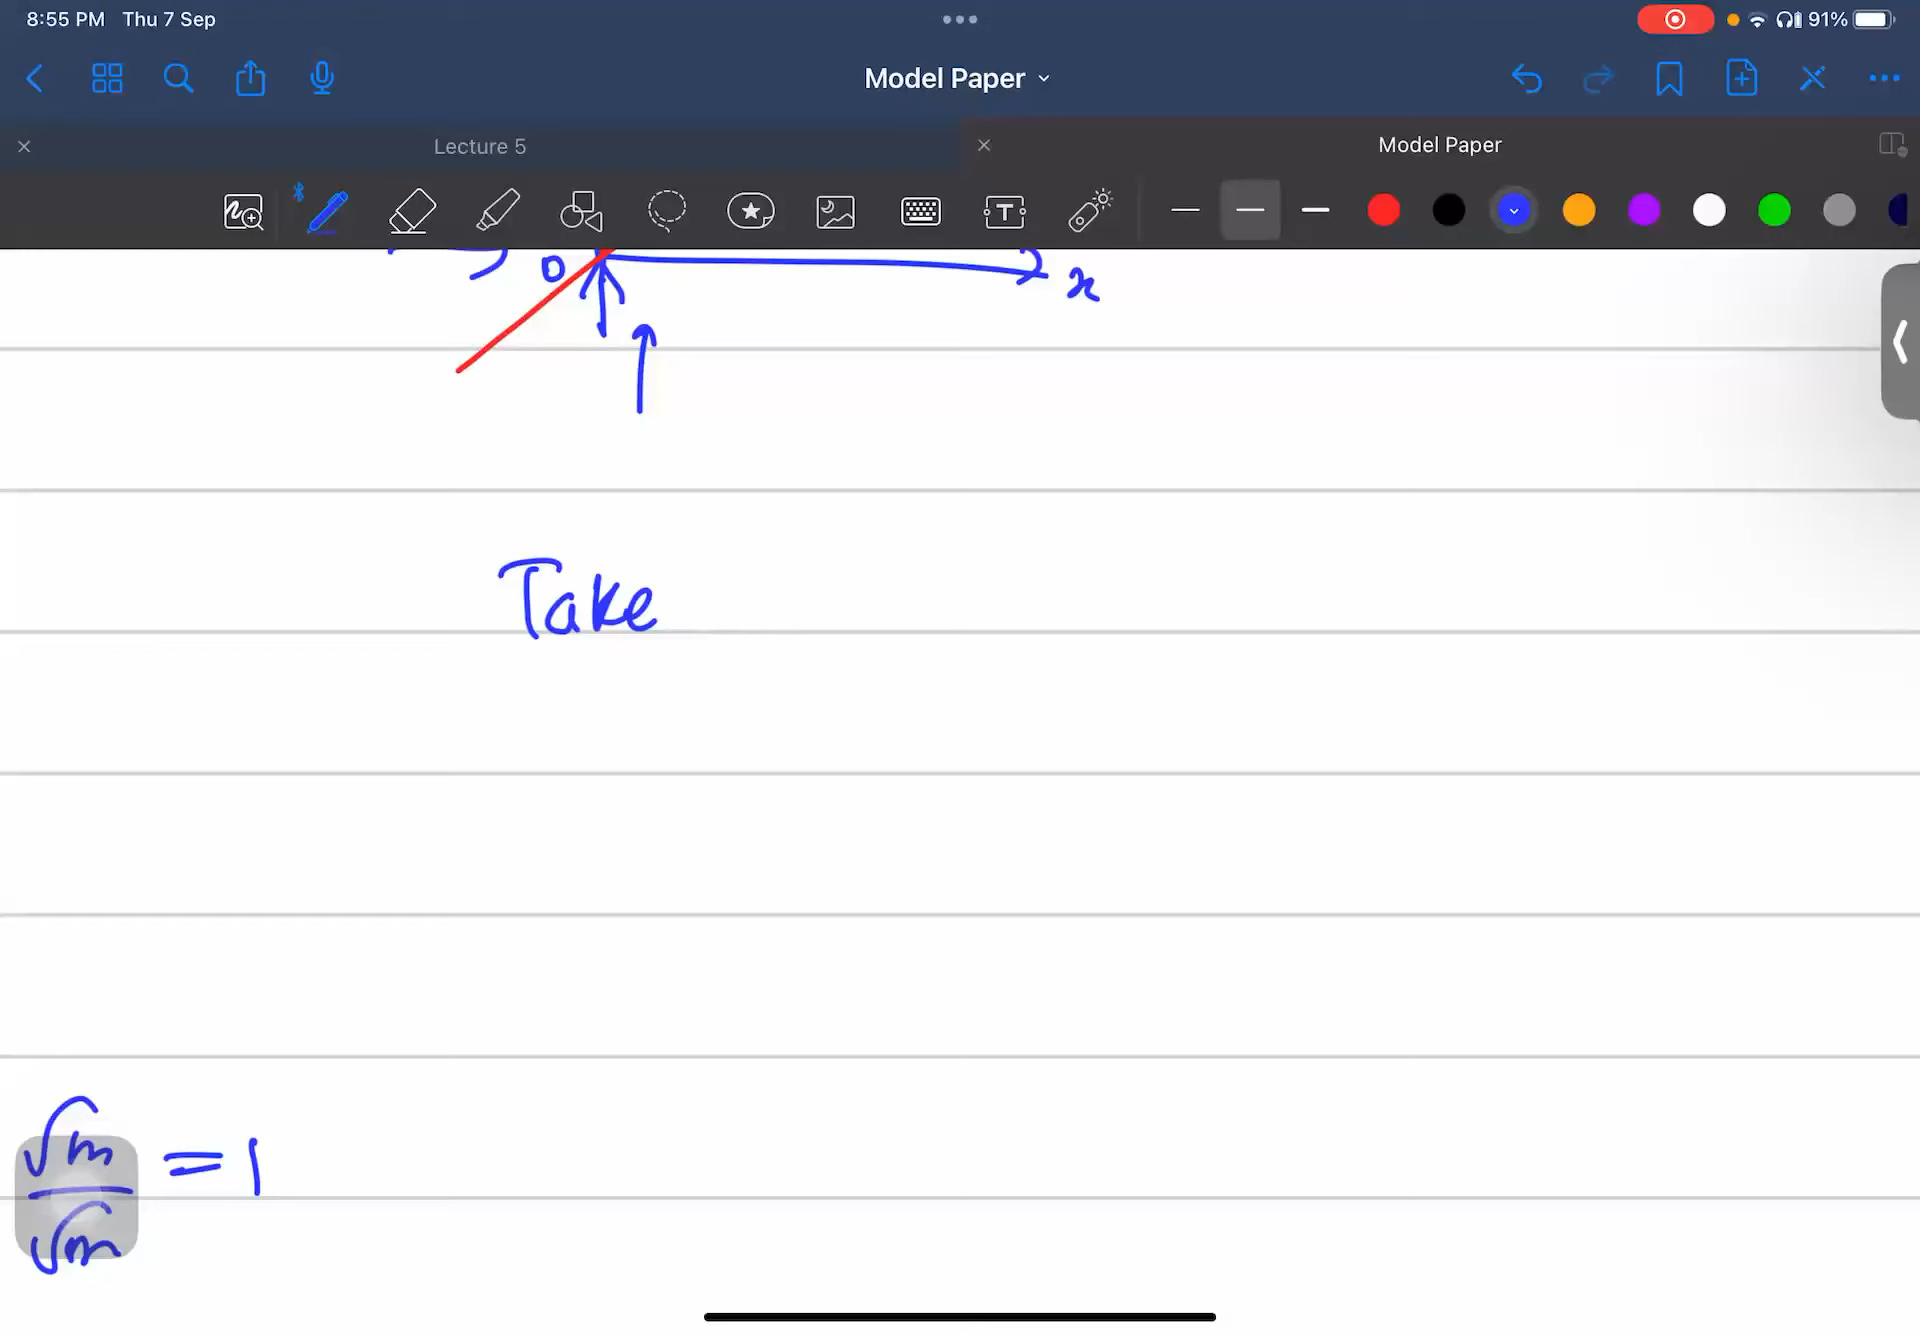 8:55 PM Thu 7 Sep
91%
Model Paper
Lecture 5
Model Paper
T
0
x
Take
√m
= 1
√m